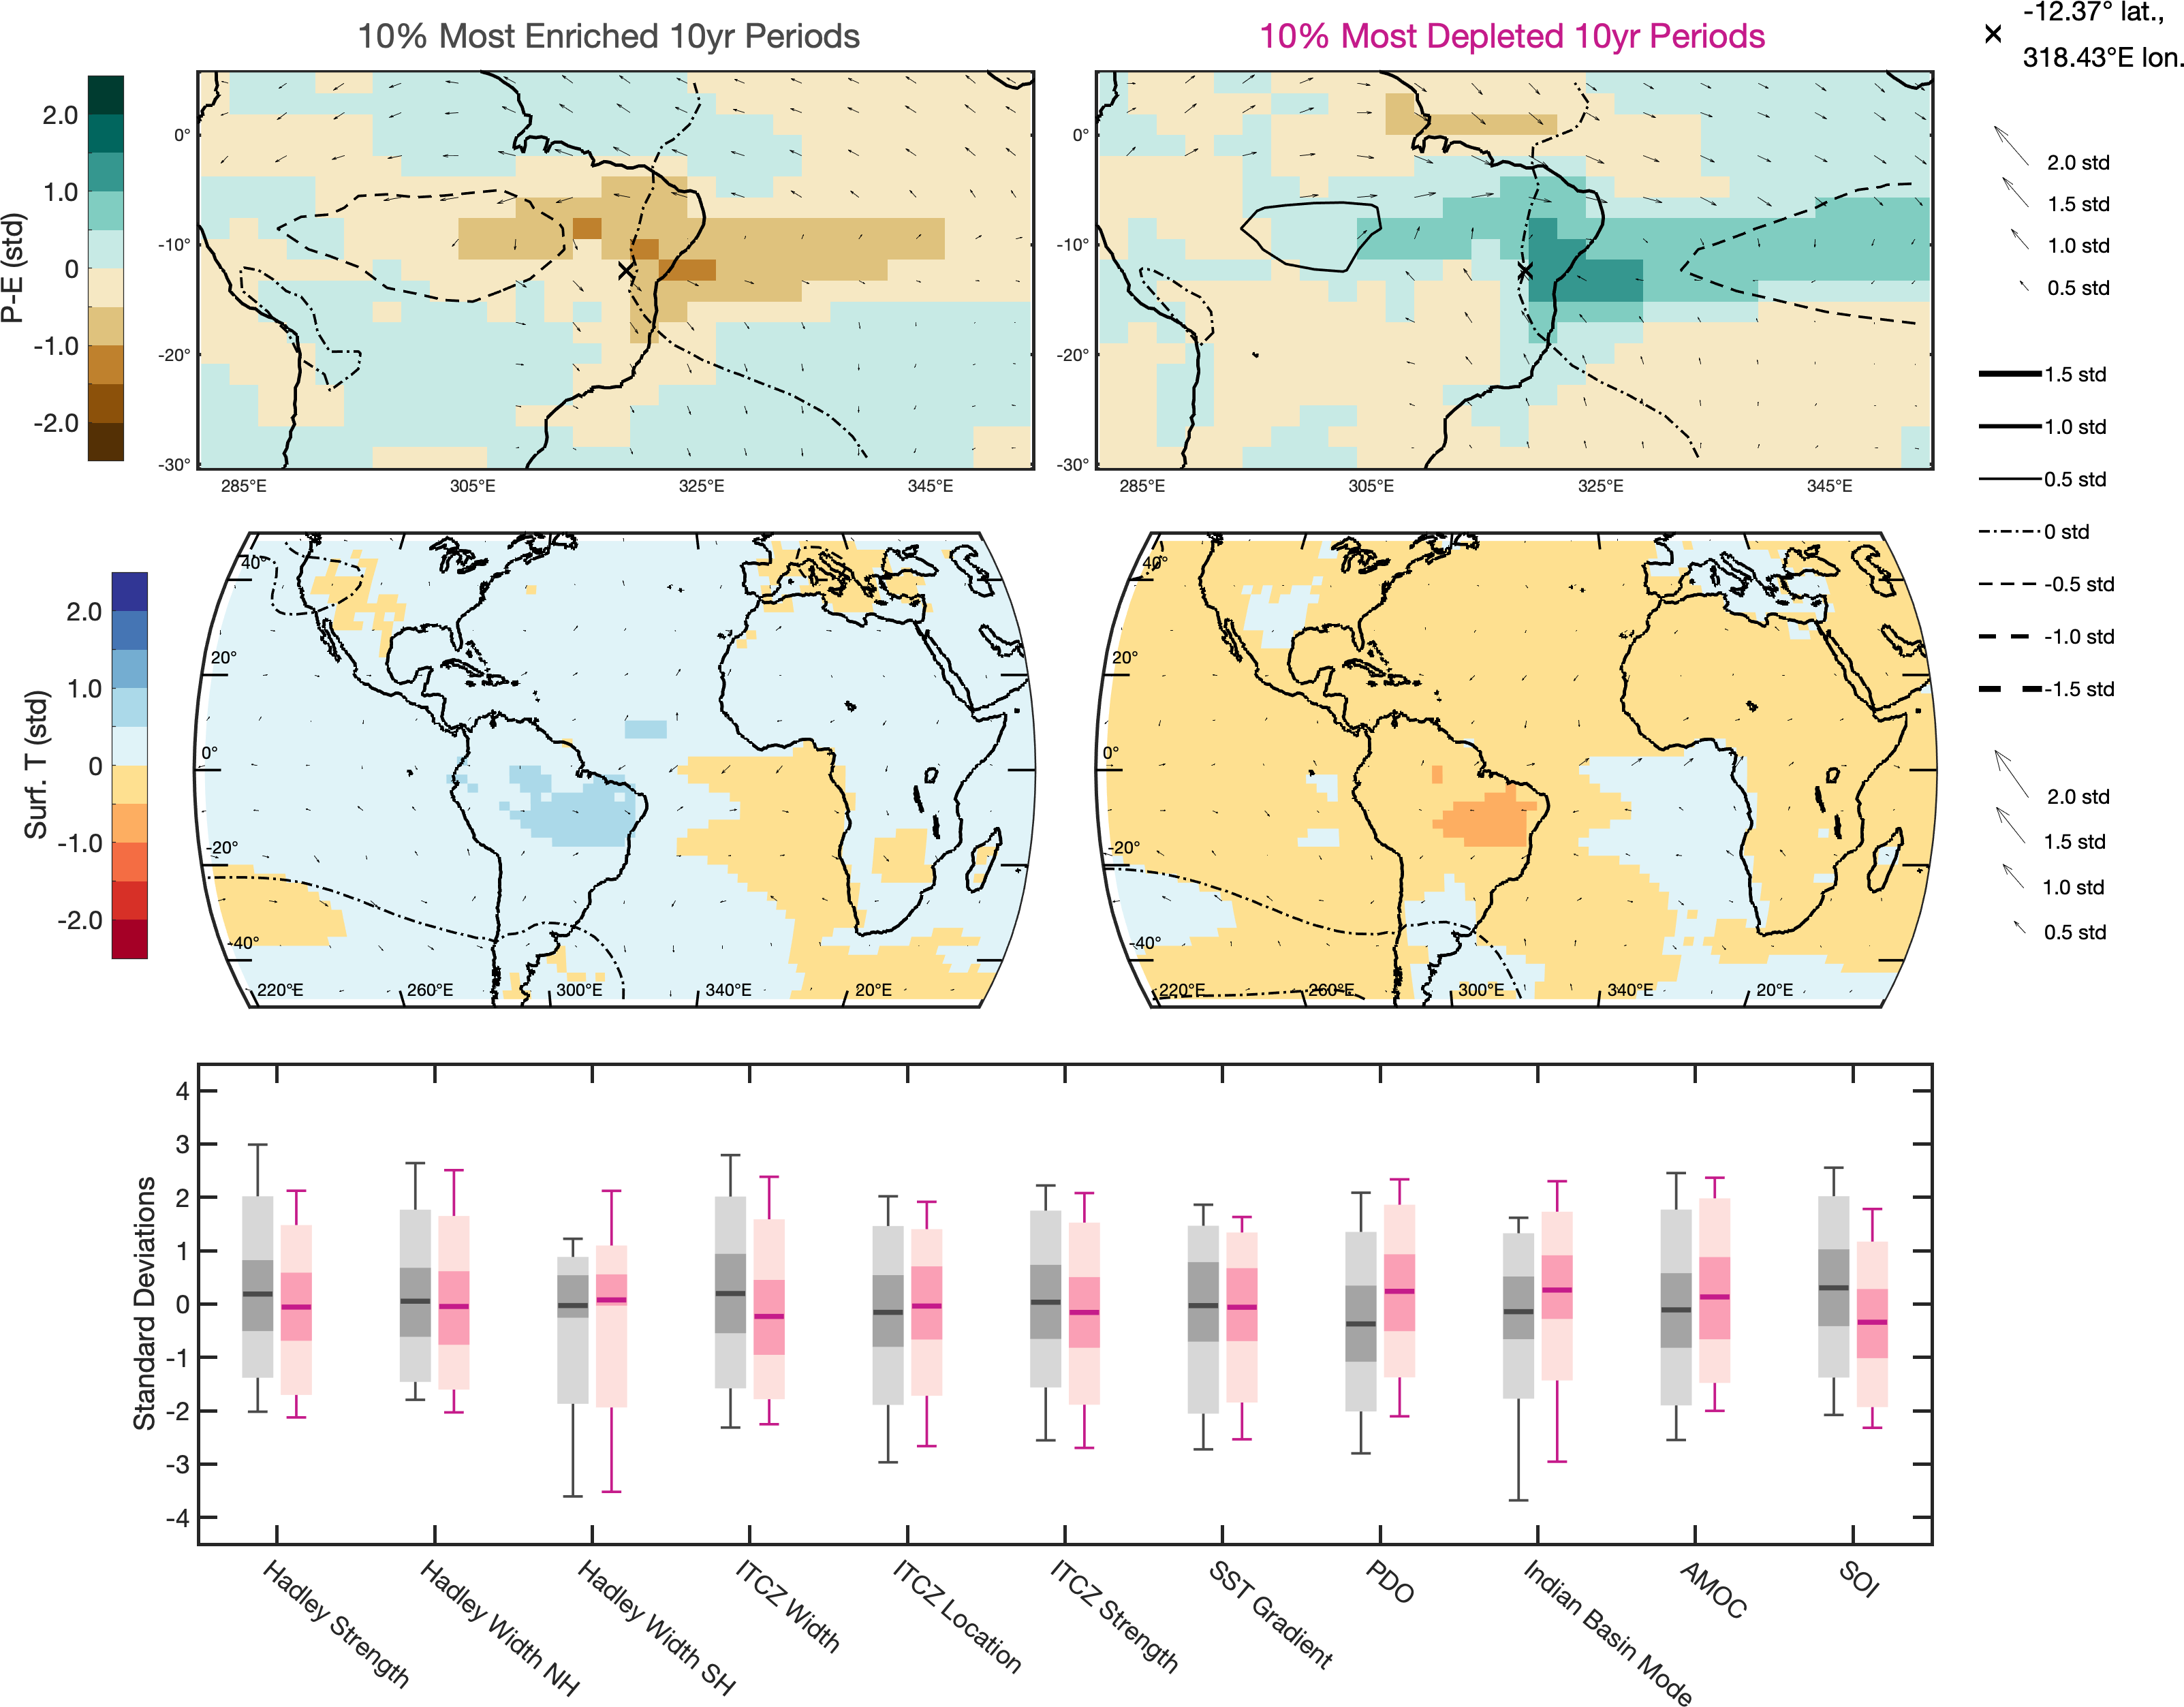 10% Most Enriched 10yr Periods
10% Most Depleted 10yr Periods
-12.37° lat.,
318.43°E lon.
P-E (std)
2.0
1.0
0
-1.0
-2.0
0°
-10°
-20°
-30°
285°E
305°E
325°E
345°E
0°
-10°
-20°
-30°
285°E
305°E
325°E
345°E
2.0 std
1.5 std
1.0 std
0.5 std
1.5 std
1.0 std
0.5 std
0 std
-0.5 std
-1.0 std
-1.5 std
Surf. T (std)
2.0
1.0
0
-1.0
-2.0
40°
20°
0°
-20°
-40°
220°E
260°E
300°E
340°E
20°E
40°
20°
0°
-20°
-40°
220°E
260°E
300°E
340°E
20°E
2.0 std
1.5 std
1.0 std
0.5 std
Standard Deviations
4
3
2
1
0
-1
-2
-3
-4
Hadley Strength
Hadley Width NH
Hadley Width SH
ITCZ Width
ITCZ Location
ITCZ Strength
SST Gradient
PDO
Indian Basin Mode
AMOC
SOI